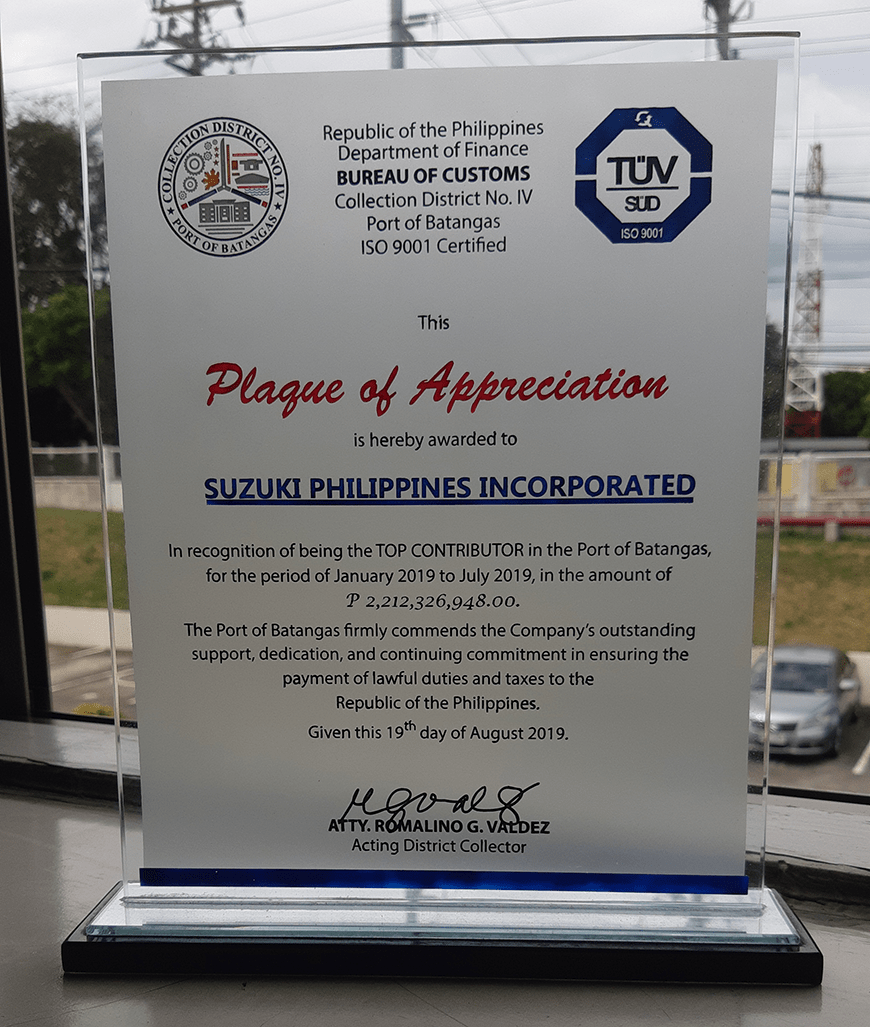 COLLECTION DISTRICT NO. IV
PORT OF BATANGAS
Republic of the Philippines
Department of Finance
BUREAU OF CUSTOMS
Collection District No. IV
Port of Batangas
ISO 9001 Certified
TÜV
SÜD
ISO 9001
This
Plaque of Appreciation
is hereby awarded to
SUZUKI PHILIPPINES INCORPORATED
In recognition of being the TOP CONTRIBUTOR in the Port of Batangas,
for the period of January 2019 to July 2019, in the amount of
₱ 2,212,326,948.00.
The Port of Batangas firmly commends the Company's outstanding
support, dedication, and continuing commitment in ensuring the
payment of lawful duties and taxes to the
Republic of the Philippines.
Given this 19th day of August 2019.
ATTY. ROMALINO G. VALDEZ
Acting District Collector